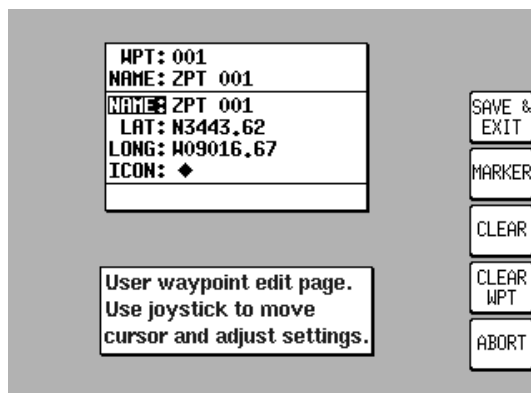 WPT: 001
NAME: ZPT 001
NAME: ZPT 001
LAT: N3443.62
LONG: W09016.67
ICON: ◆
User waypoint edit page.
Use joystick to move
cursor and adjust settings.
SAVE &
EXIT
MARKER
CLEAR
CLEAR
WPT
ABORT